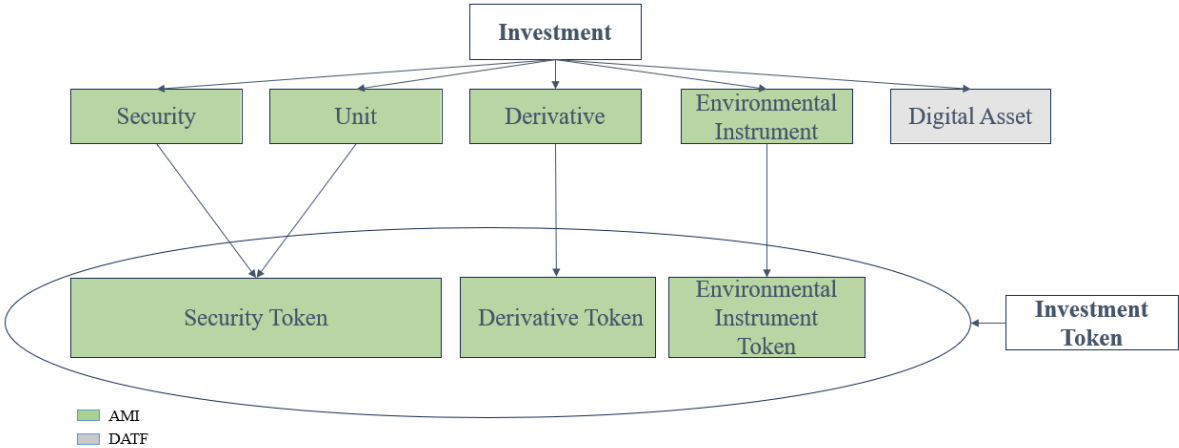 Investment
Security
Unit
Derivative
Environmental
Instrument
Digital Asset
Security Token
Derivative Token
Environmental
Instrument
Token
Investment
Token
AMI
DATF